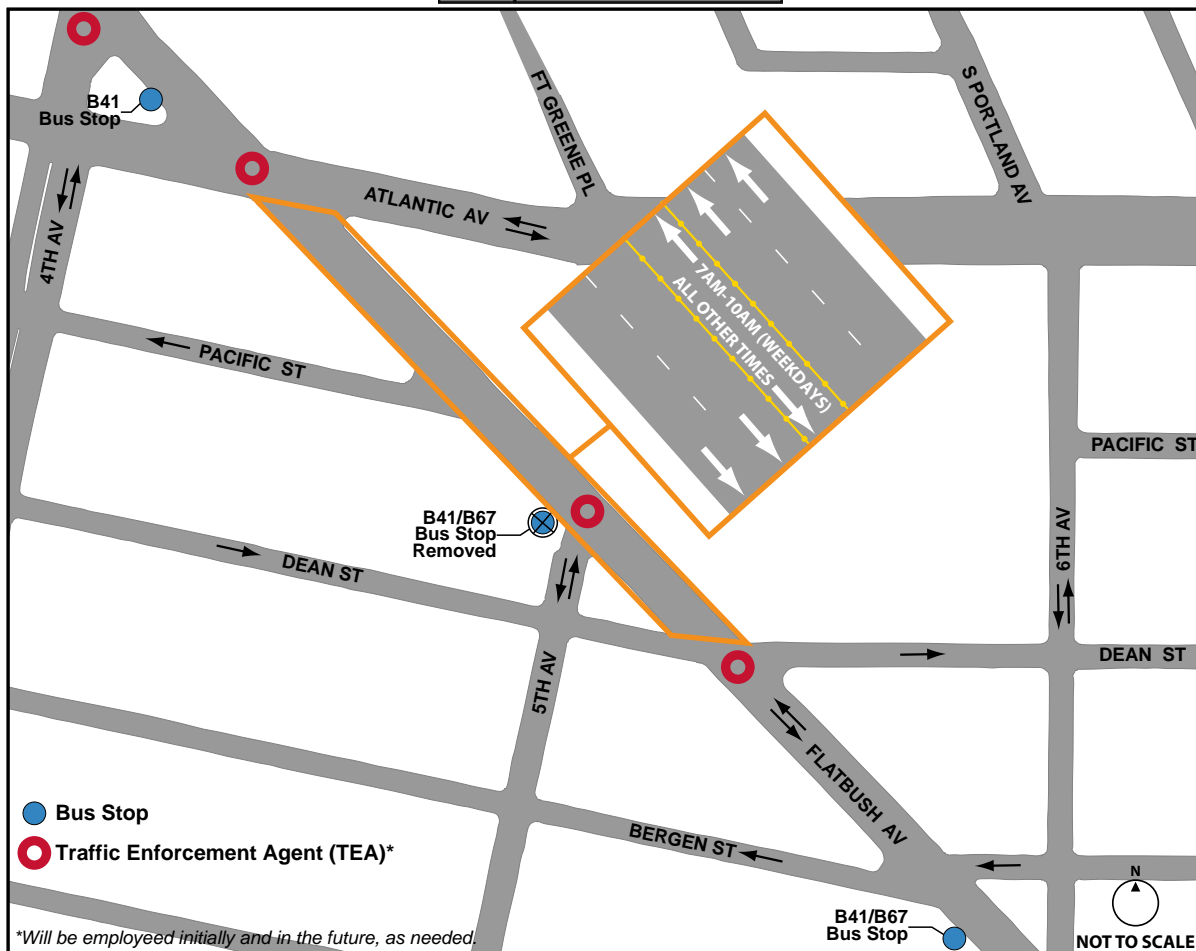 B41
Bus Stop
FT GREENE PL
S PORTLAND AV
ATLANTIC AV
4TH AV
7AM-10AM (WEEKDAYS)
ALL OTHER TIMES
PACIFIC ST
PACIFIC ST
B41/B67
Bus Stop
Removed
DEAN ST
6TH AV
DEAN ST
5TH AV
FLATBUSH AV
Bus Stop
Traffic Enforcement Agent (TEA)*
BERGEN ST
N
B41/B67
Bus Stop
NOT TO SCALE
*Will be employeed initially and in the future, as needed.